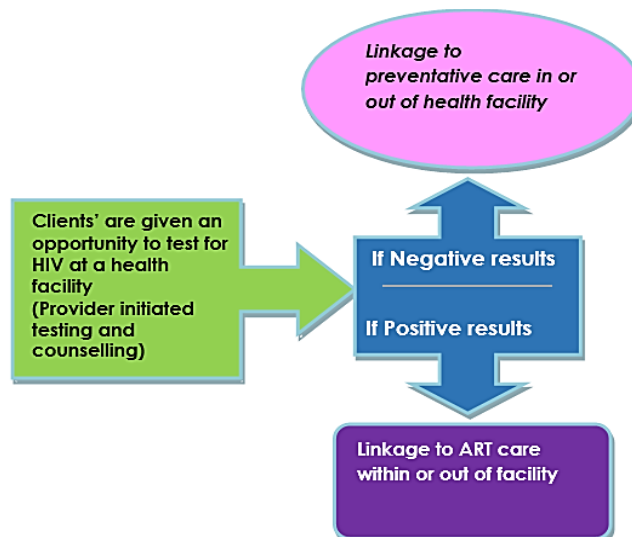 Linkage to
preventative care in or
out of health facility
Clients' are given an
opportunity to test for
HIV at a health
facility
(Provider initiated
testing and
counselling)
If Negative results
If Positive results
Linkage to ART care
within or out of facility